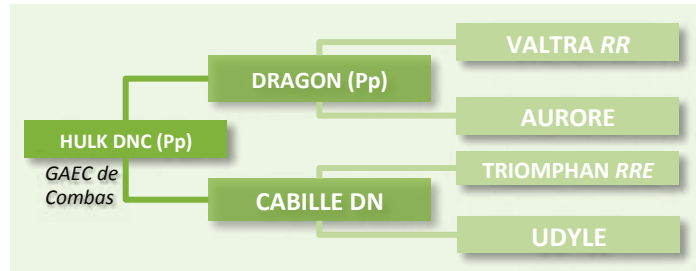 VALTRA RR
DRAGON (Pp)
AURORE
HULK DNC (Pp)
GAEC de
Combas
TRIOMPHAN RRE
CABILLE DN
UDYLE